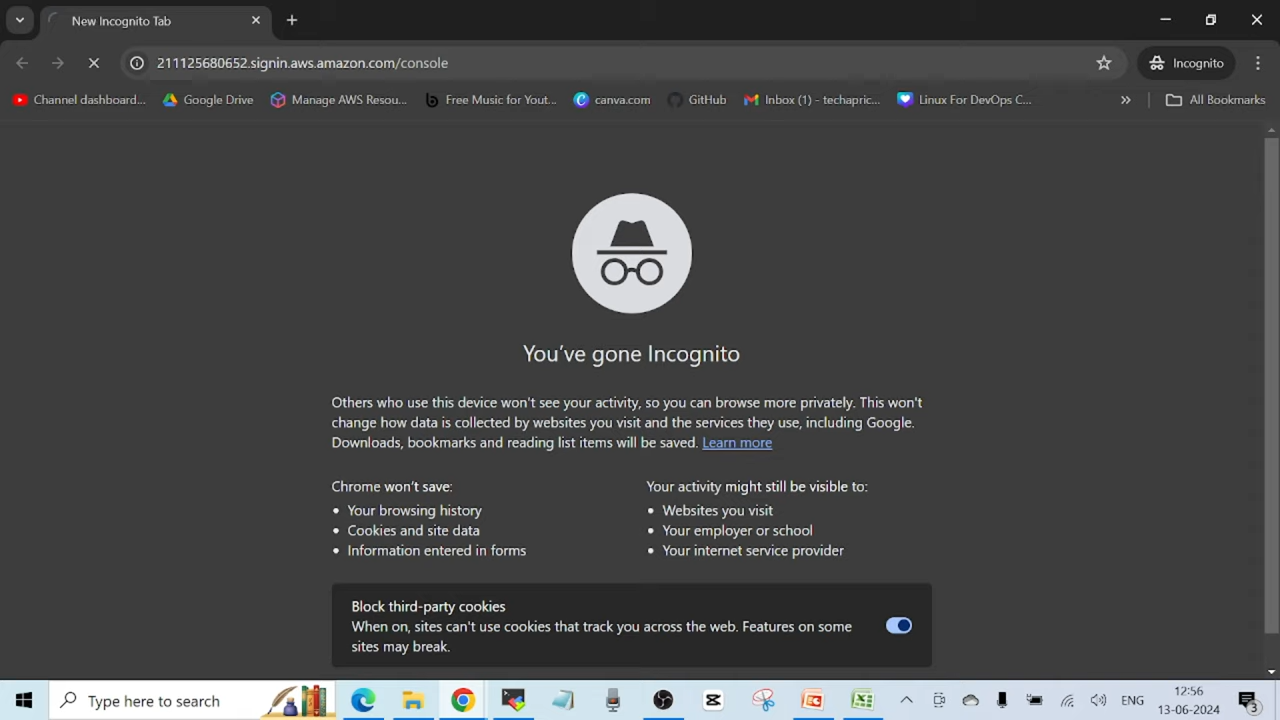 New Incognito Tab
211125680652.signin.aws.amazon.com/console
Incognito
Channel dashboard...
Google Drive
Manage AWS Resou...
Free Music for Yout...
canva.com
GitHub
Inbox (1) - techapric...
Linux For DevOps C...
All Bookmarks
You've gone Incognito
Others who use this device won't see your activity, so you can browse more privately. This won't
change how data is collected by websites you visit and the services they use, including Google.
Downloads, bookmarks and reading list items will be saved. Learn more
Chrome won't save:
• Your browsing history
• Cookies and site data
• Information entered in forms
Your activity might still be visible to:
• Websites you visit
• Your employer or school
• Your internet service provider
Block third-party cookies
When on, sites can't use cookies that track you across the web. Features on some
sites may break.
Type here to search
ENG
12:56
13-06-2024
3